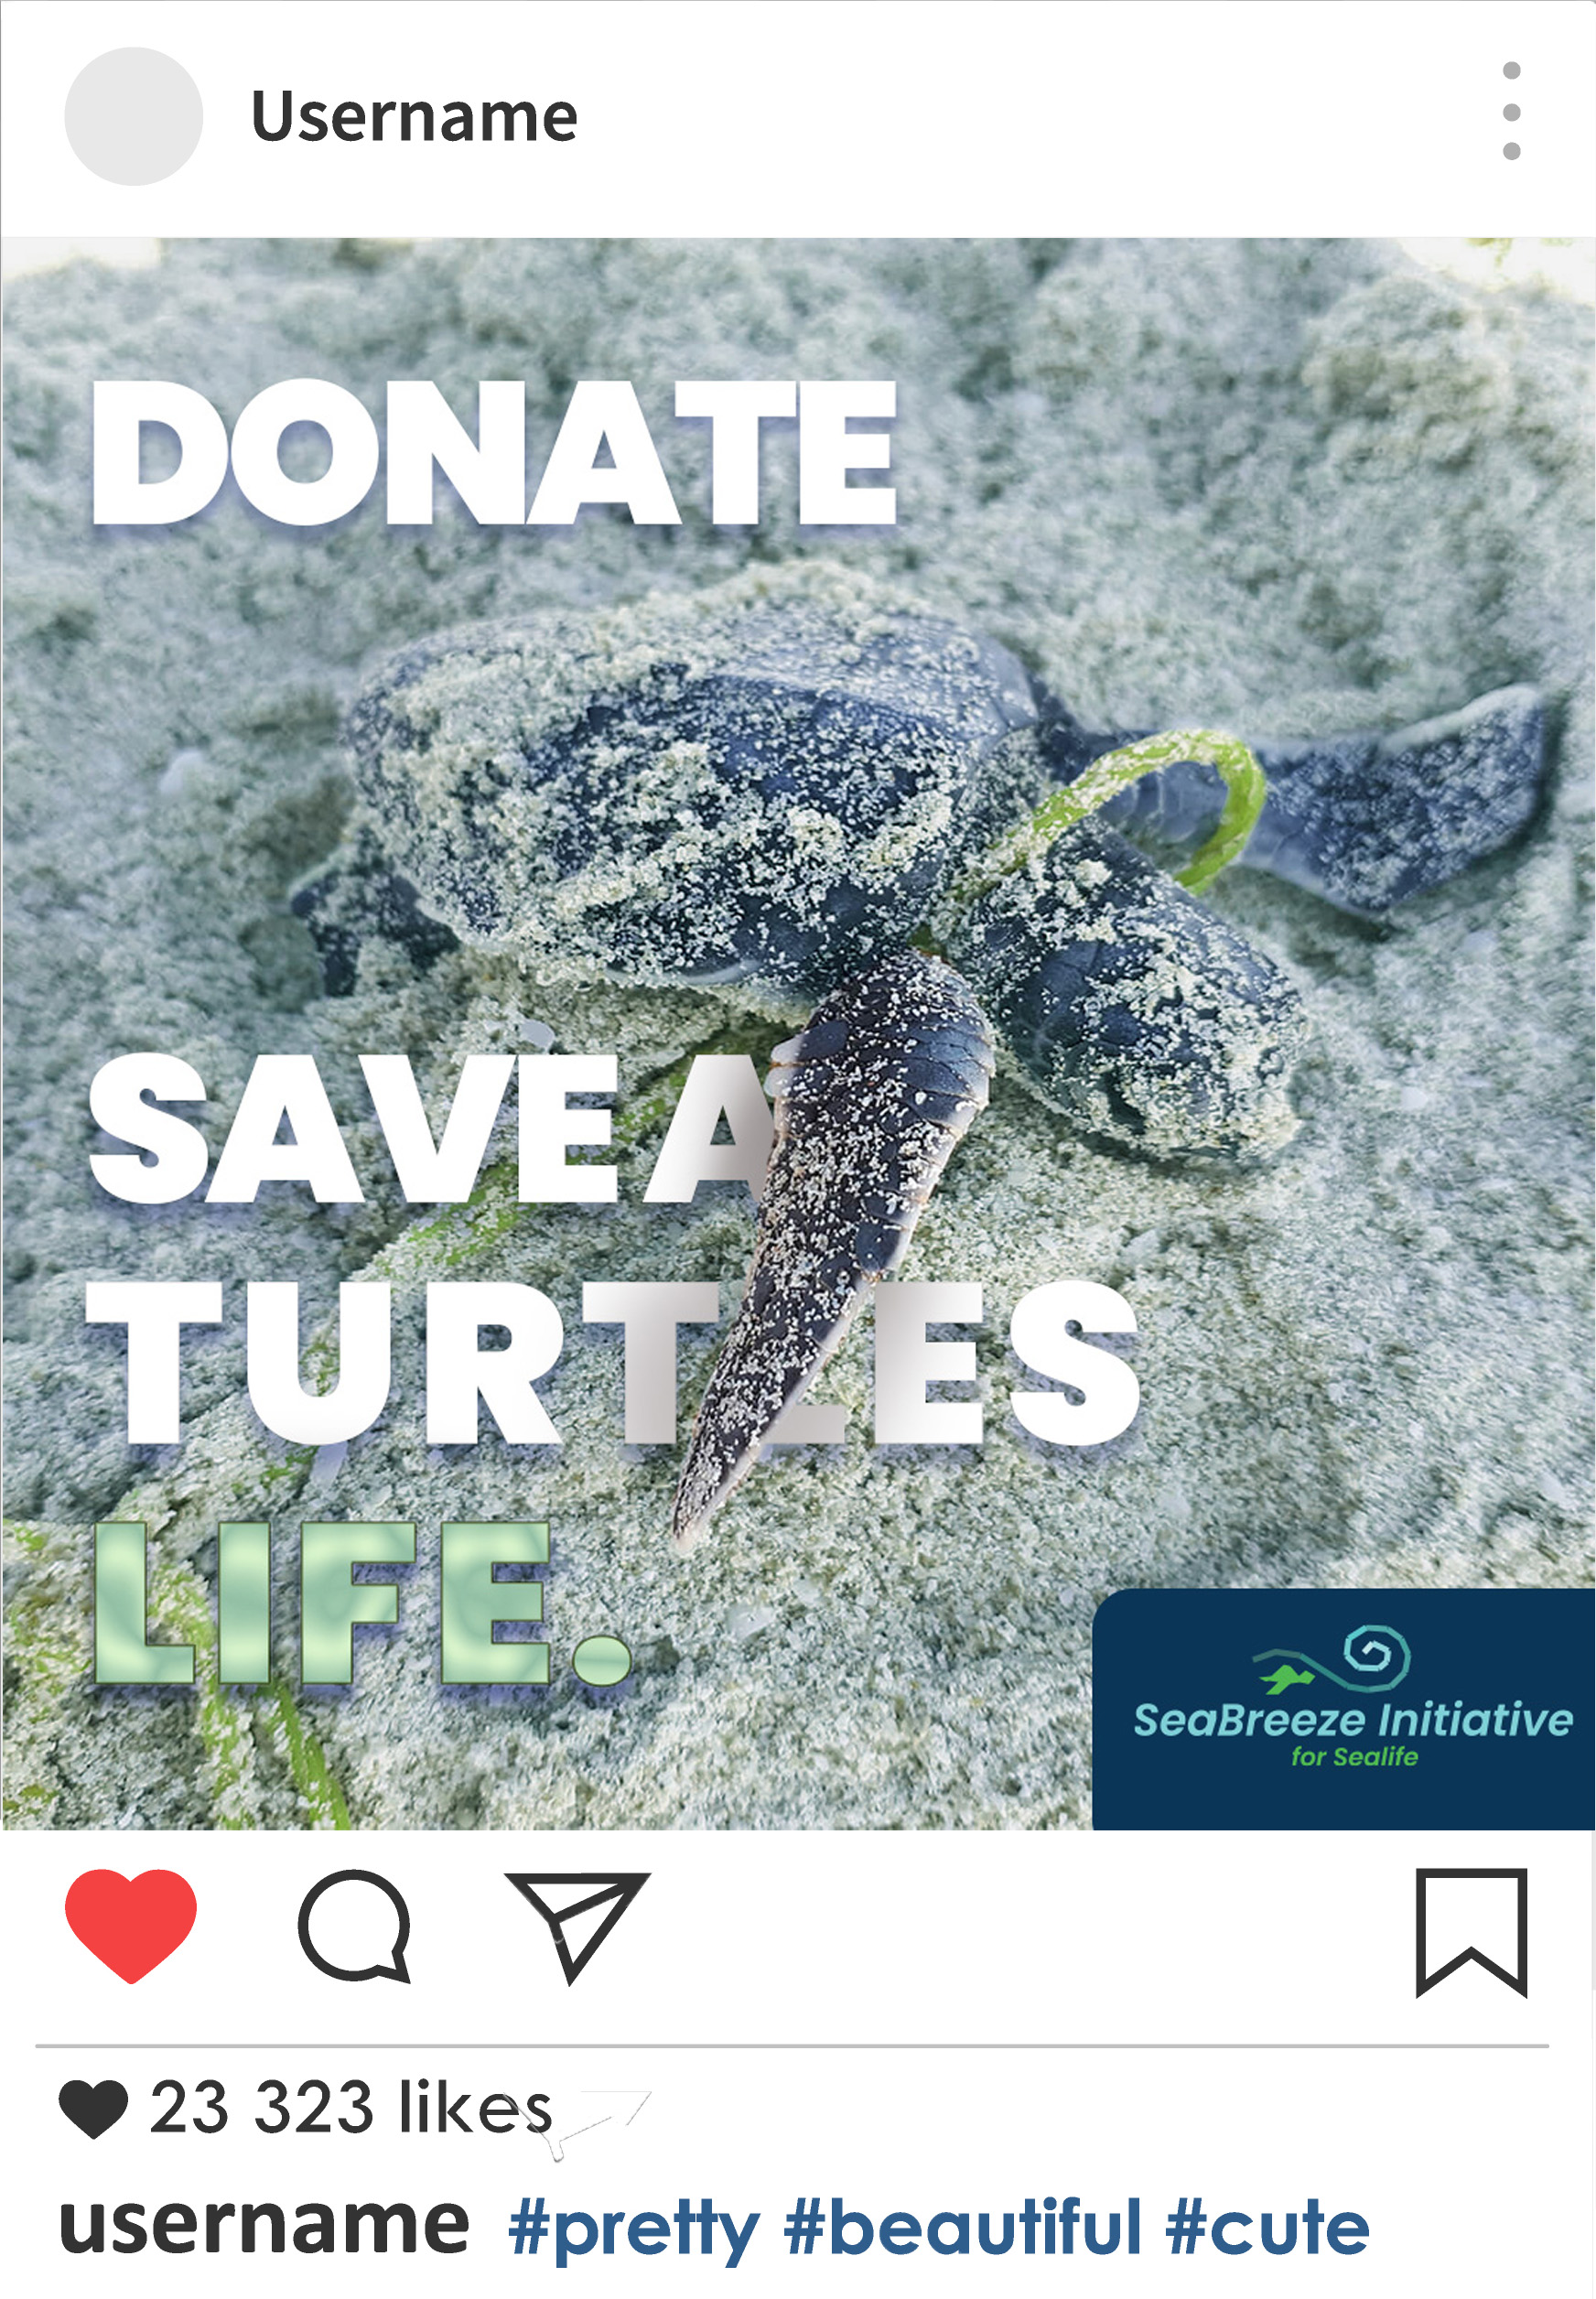 Username
DONATE
SAVE A
TURTLES
LIFE.
SeaBreeze Initiative
for Sealife
23 323 likes
username #pretty #beautiful #cute